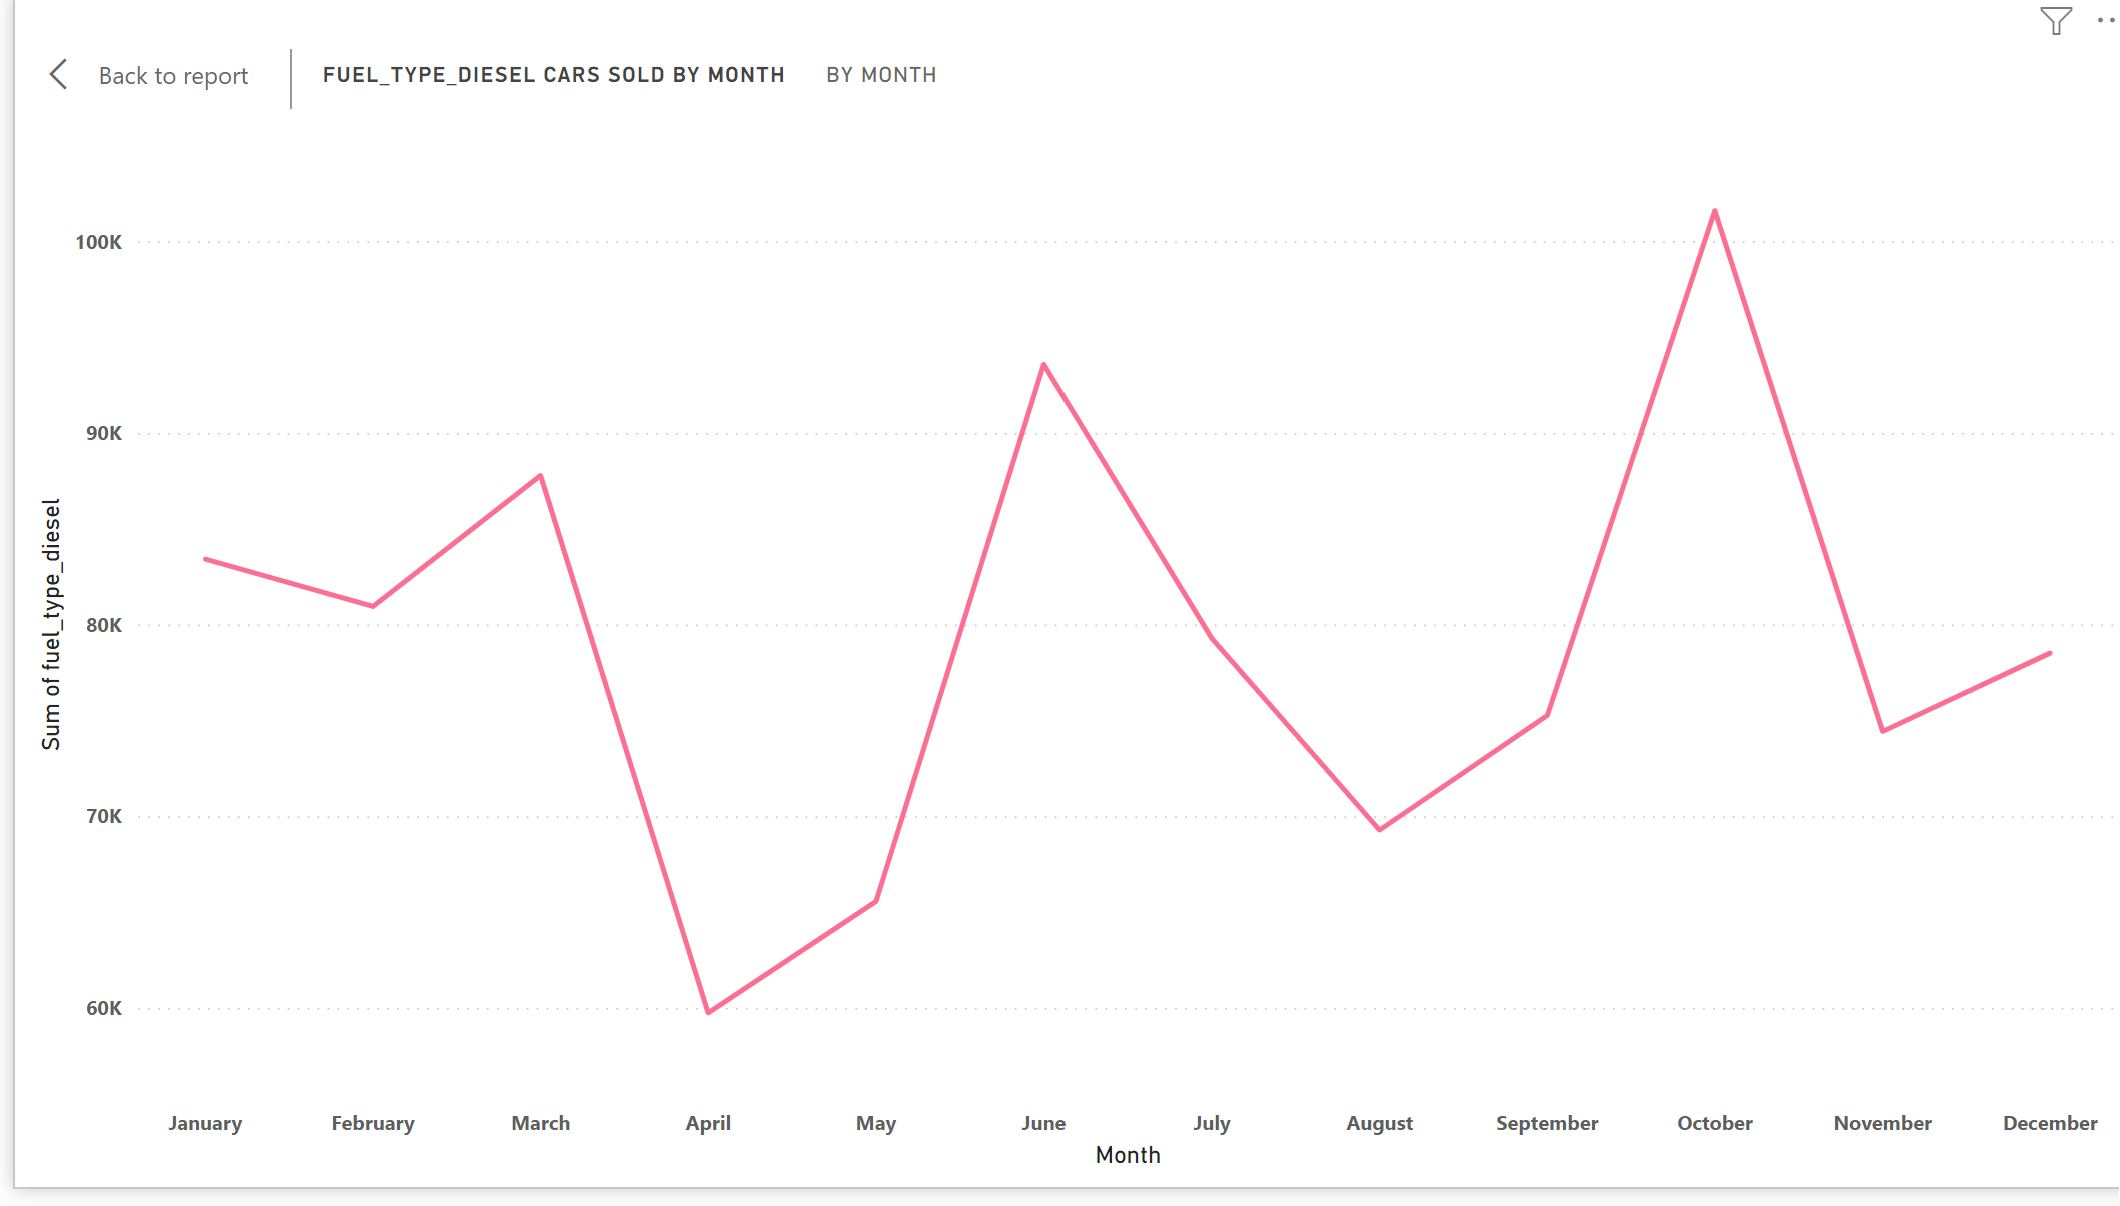 Back to report
FUEL_TYPE_DIESEL CARS SOLD BY MONTH BY MONTH
100K
90K
80K
70K
60K
Sum of fuel_type_diesel
January February March April May June July August September October November December
Month